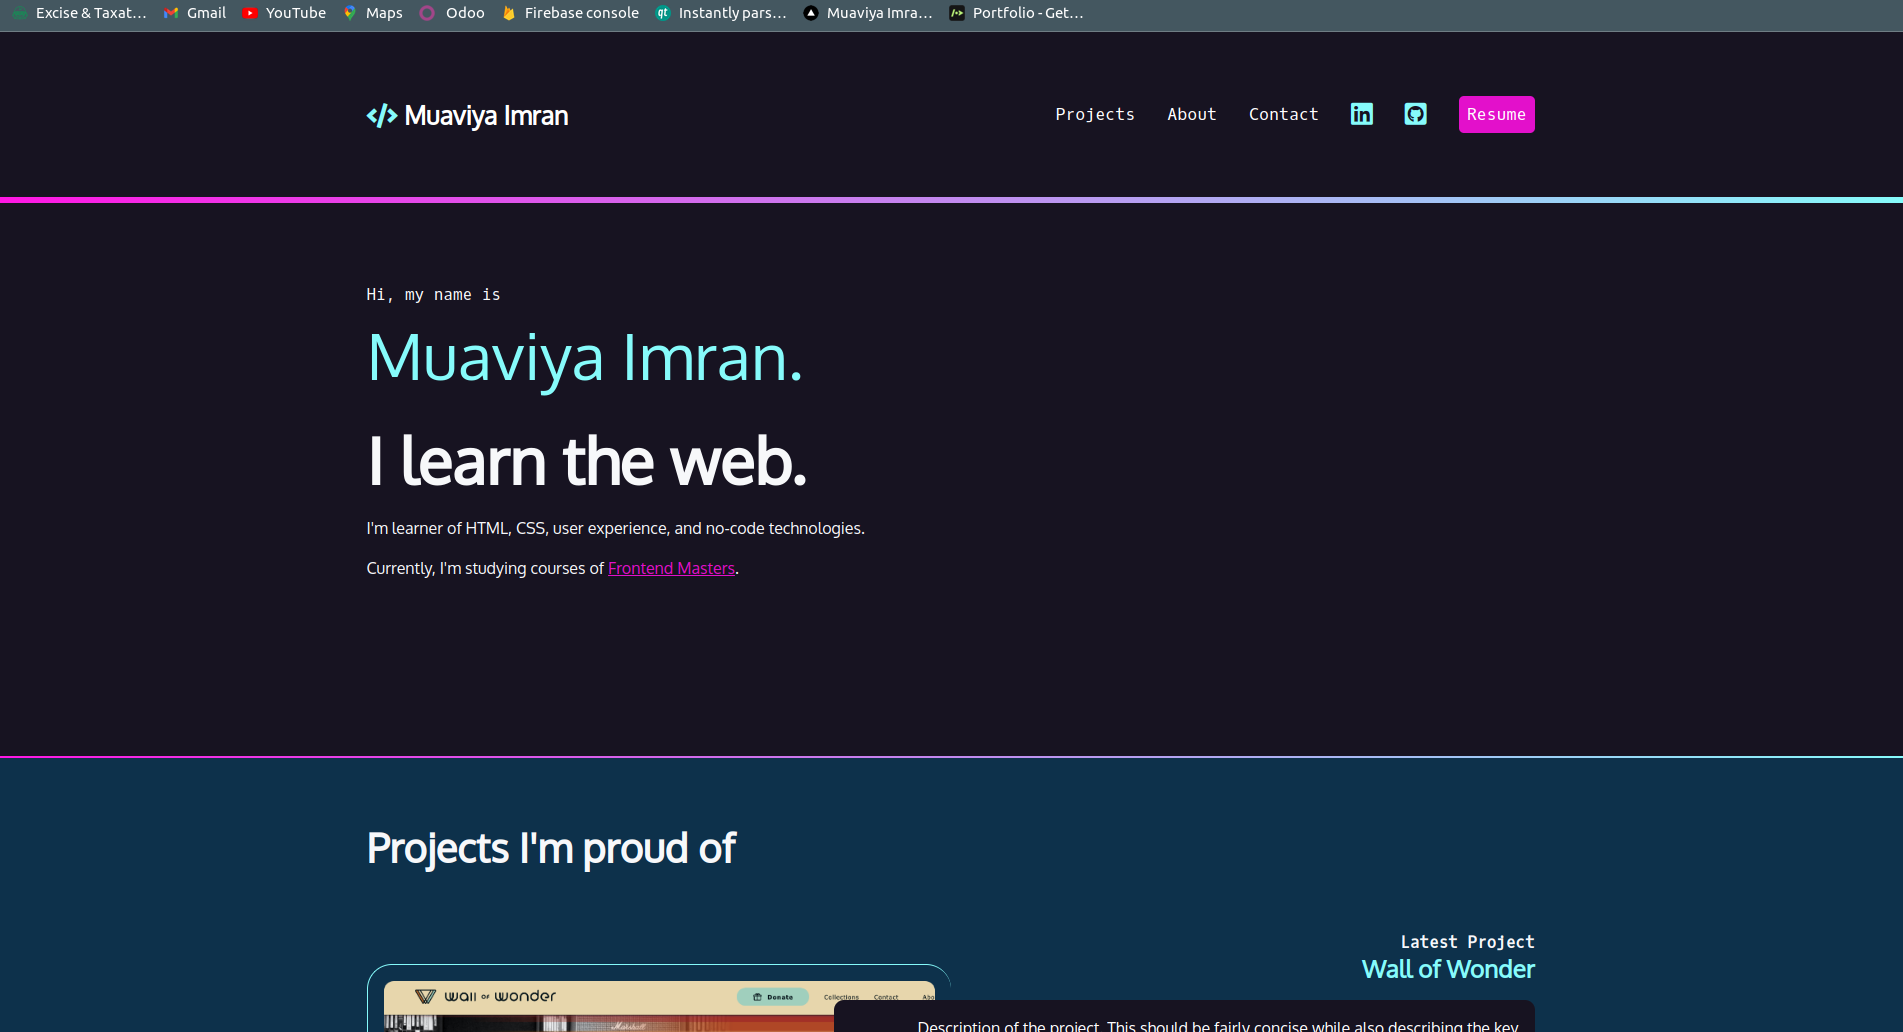 Excise & Taxat...
Gmail
YouTube
Maps
Odoo
Firebase console
Instantly pars...
Muaviya Imra...
Portfolio - Get...
</> Muaviya Imran
Projects
About
Contact
in
Resume
Hi, my name is
Muaviya Imran.
I learn the web.
I'm learner of HTML, CSS, user experience, and no-code technologies.
Currently, I'm studying courses of Frontend Masters.
Projects I'm proud of
Latest Project
Wall of Wonder
wall of wonder
Donate
Collections
Contact
Abo
Marshall
Description of the project. This should be fairly concise while also describing the key